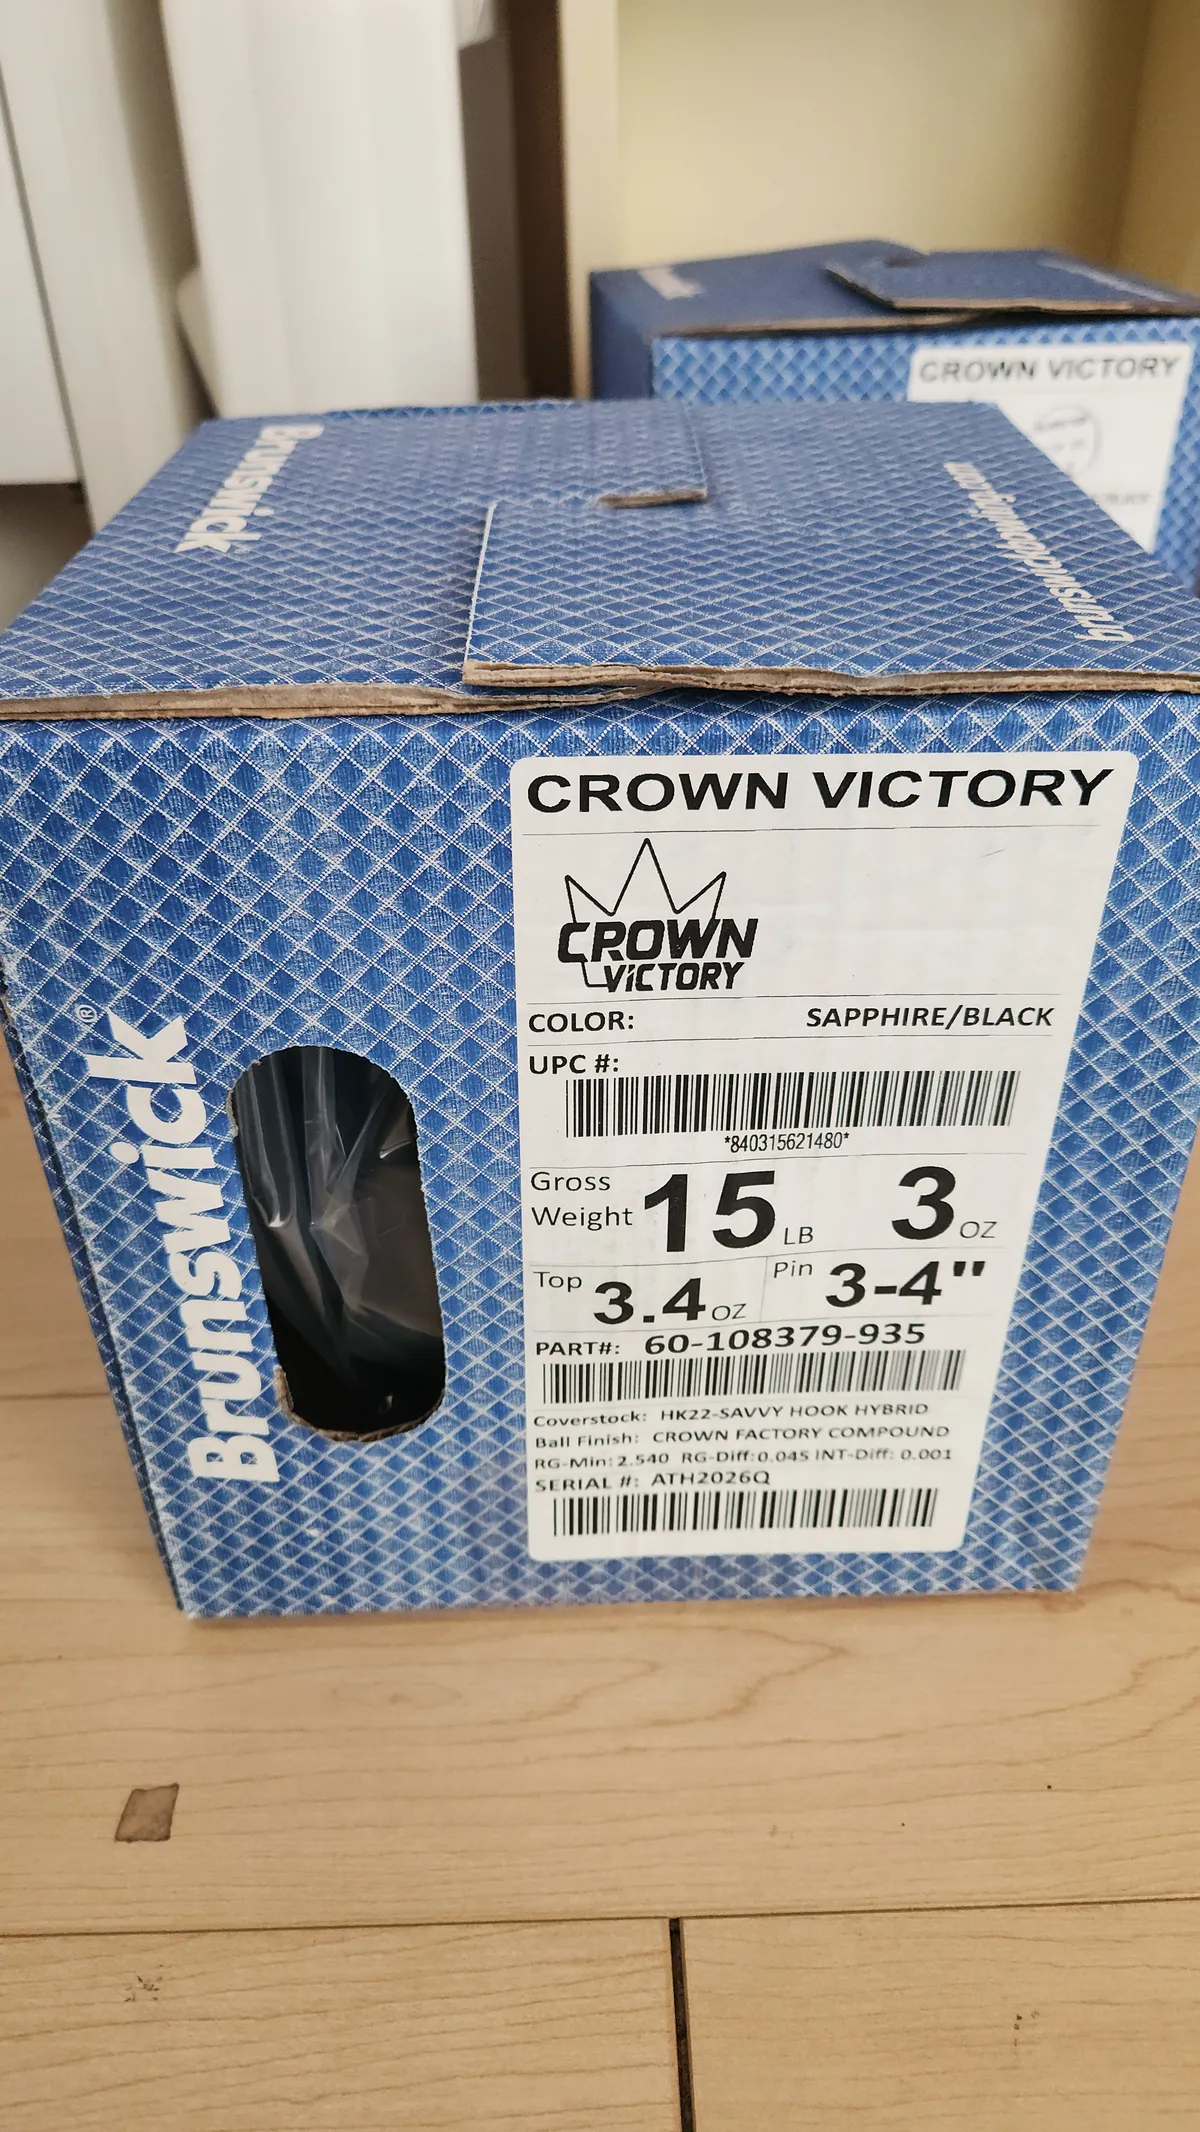 CROWN VICTORY
Brunswick
brunswickbowling.com
CROWN VICTORY
CROWN
VICTORY
COLOR: SAPPHIRE/BLACK
UPC #:
*840315621480*
Gross
Weight 15 LB 3 OZ
Top 3.4 OZ Pin 3-4"
PART#: 60-108379-935
Coverstock: HK22-SAVVY HOOK HYBRID
Ball Finish: CROWN FACTORY COMPOUND
RG-Min: 2.540 RG-Diff:0.045 INT-Diff: 0.001
SERIAL #: ATH2026Q
Brunswick®